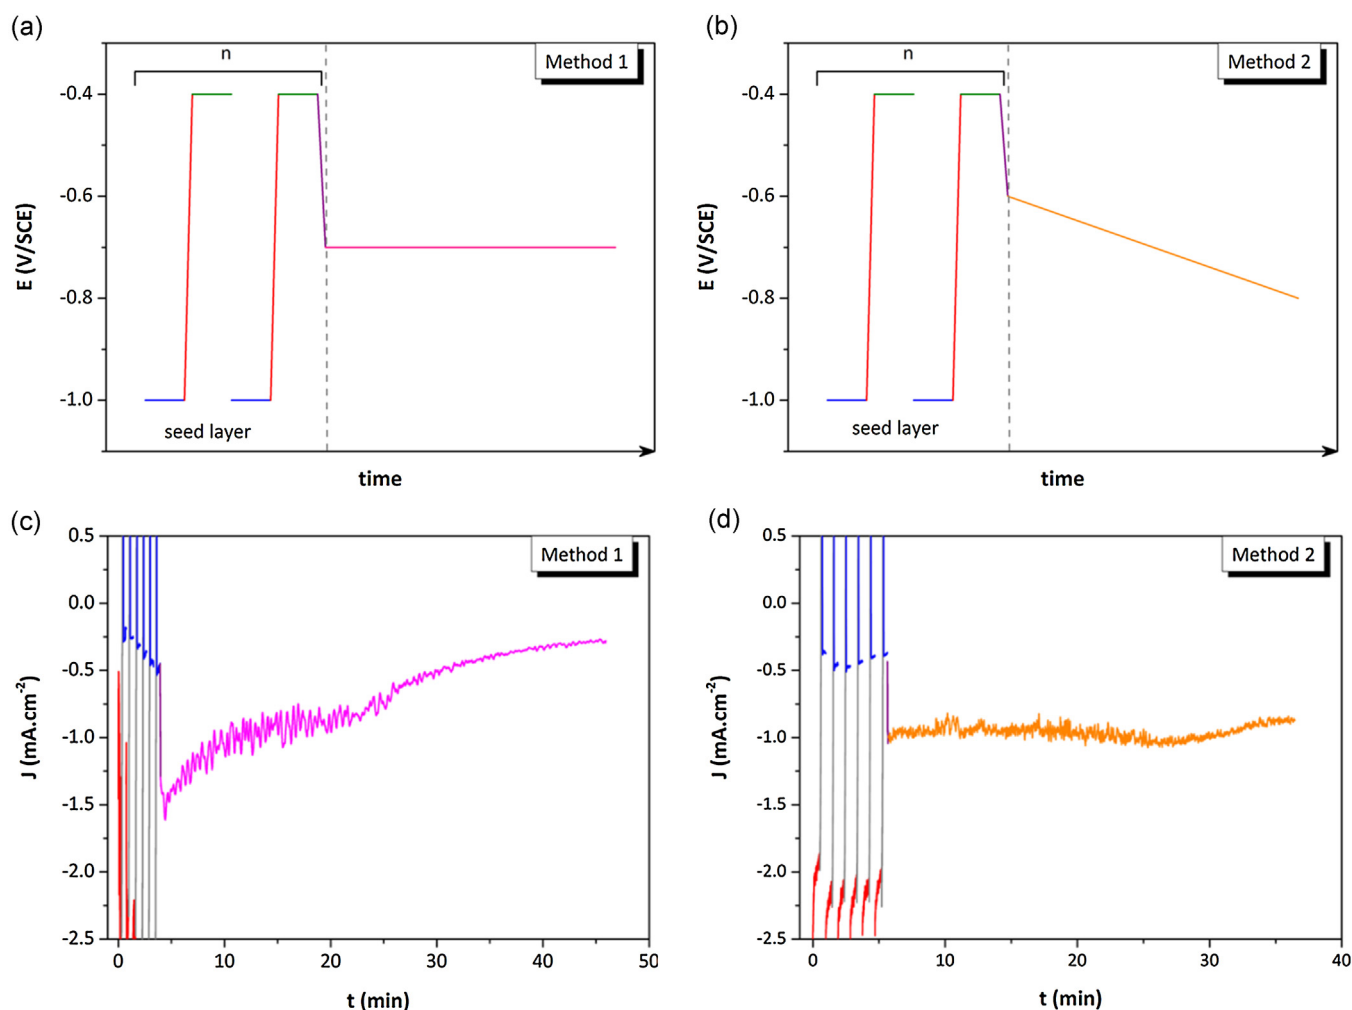 (a)
n
Method 1
-0.4
-0.6
-0.8
-1.0
E (V/SCE)
seed layer
time
(b)
n
Method 2
-0.4
-0.6
-0.8
-1.0
E (V/SCE)
seed layer
time
(c)
Method 1
0.5
0.0
-0.5
-1.0
-1.5
-2.0
-2.5
J (mA.cm-2)
0 10 20 30 40 50
t (min)
(d)
Method 2
0.5
0.0
-0.5
-1.0
-1.5
-2.0
-2.5
J (mA.cm-2)
0 10 20 30 40
t (min)